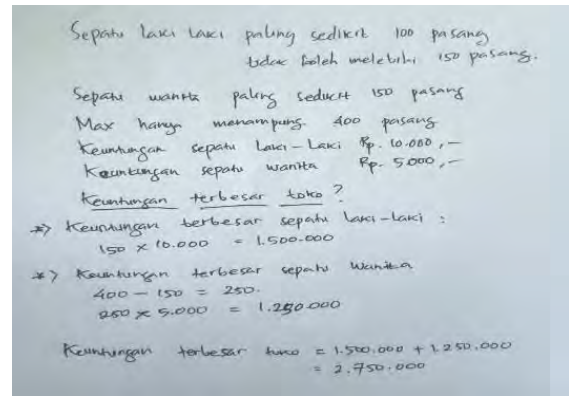 Sepatu laki laki paling sedikit 100 pasang
tidak boleh melebihi 150 pasang.
Sepatu wanita paling sedikit 150 pasang
Max hanya menampung 400 pasang
Keuntungan sepatu laki-laki Rp. 10.000,-
Keuntungan sepatu wanita Rp. 5.000,-
Keuntungan terbesar toko?
*> Keuntungan terbesar sepatu laki-laki :
150 x 10.000 = 1.500.000
*> Keuntungan terbesar sepatu wanita
400 - 150 = 250.
250 x 5.000 = 1.250.000
Keuntungan terbesar toko = 1.500.000 + 1.250.000
= 2.750.000